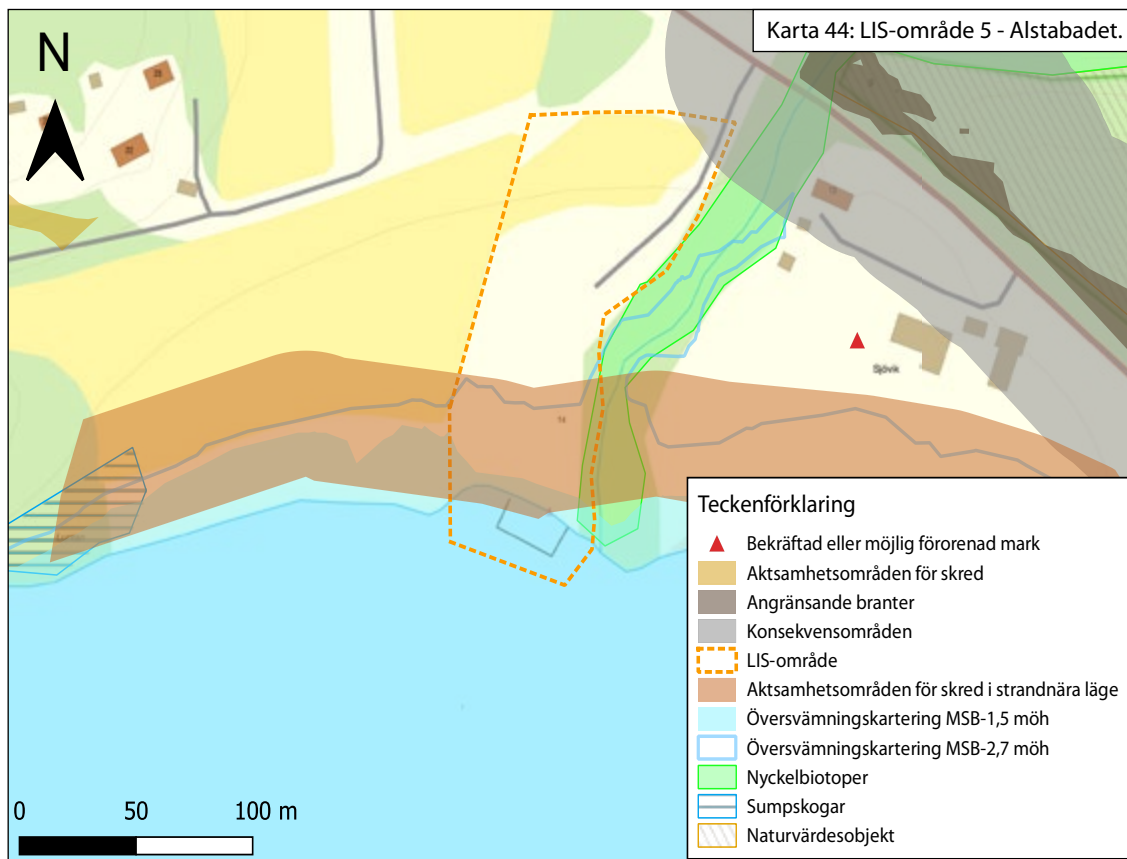 Karta 44: LIS-område 5 - Alstabadet.
N
Sjövik
14
Teckenförklaring
Bekräftad eller möjlig förorenad mark
Aktsamhetsområden för skred
Angränsande branter
Konsekvensområden
LIS-område
Aktsamhetsområden för skred i strandnära läge
Översvämningskartering MSB-1,5 möh
Översvämningskartering MSB-2,7 möh
Nyckelbiotoper
Sumpskogar
Naturvärdesobjekt
0 50 100 m